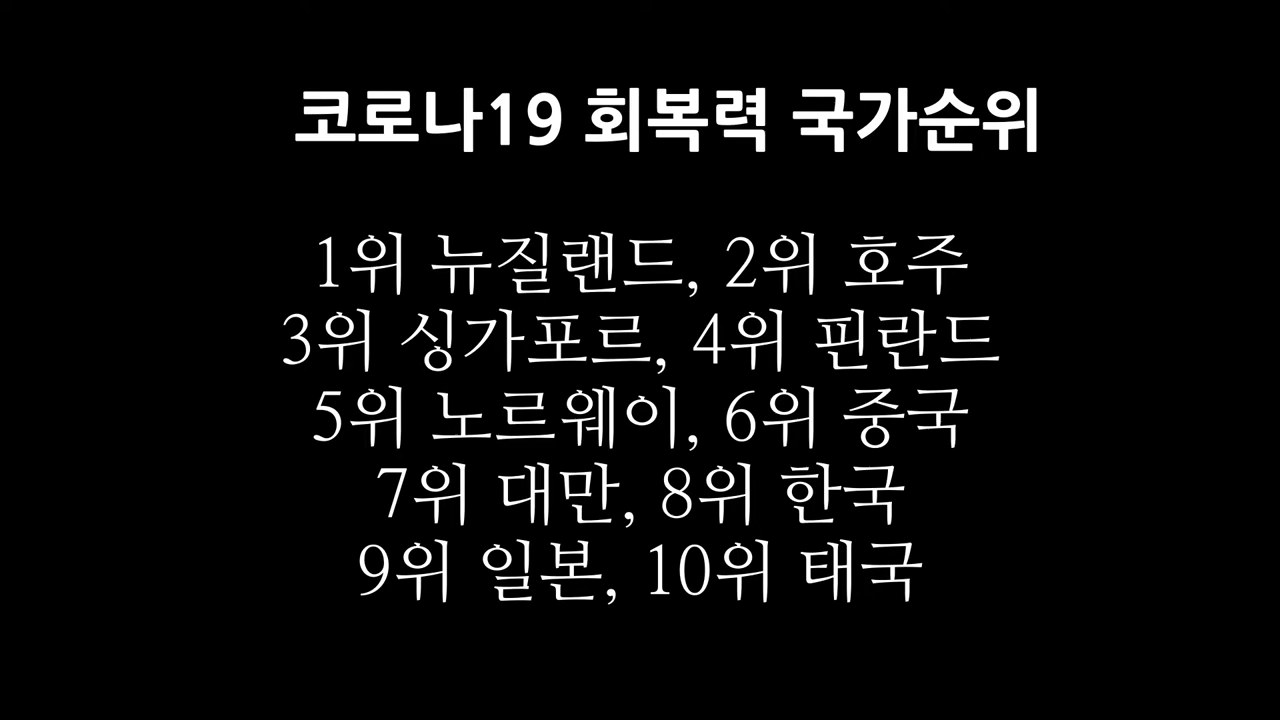 코로나19 회복력 국가순위
1위 뉴질랜드, 2위 호주
3위 싱가포르, 4위 핀란드
5위 노르웨이, 6위 중국
7위 대만, 8위 한국
9위 일본, 10위 태국